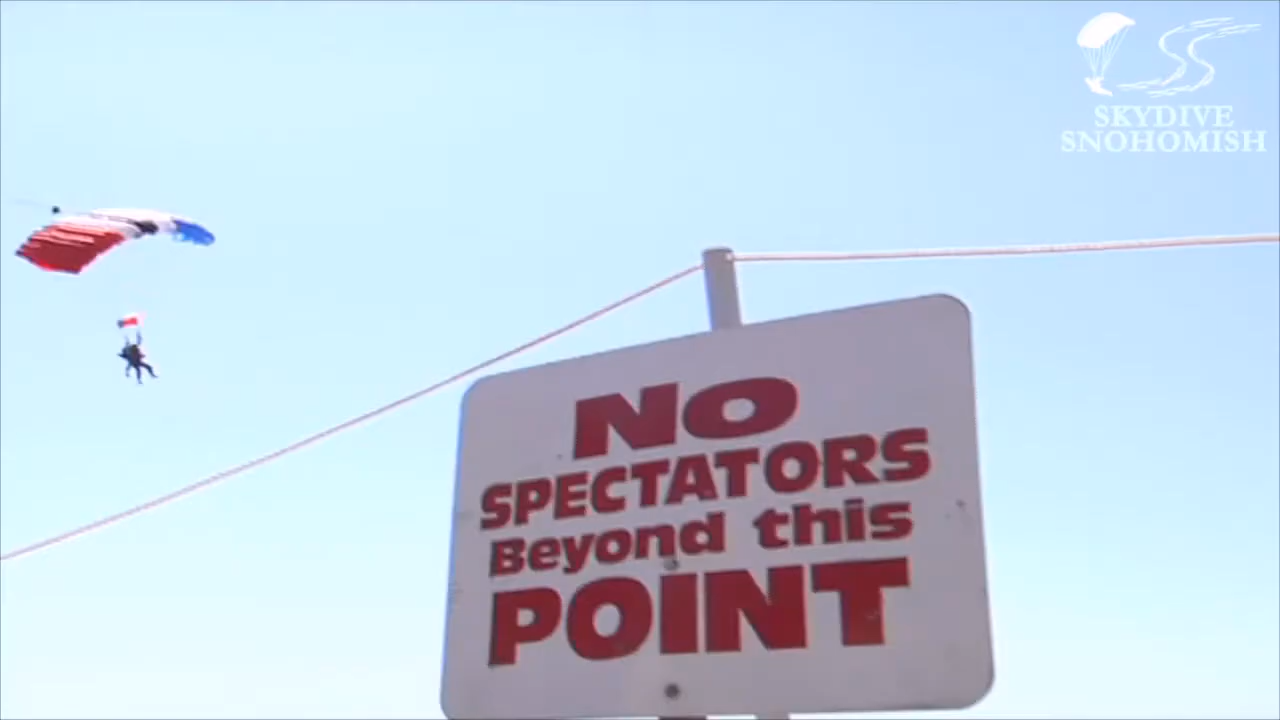 SKYDIVE
SNOHOMISH
No
SPECTATORS
Beyond this
POINT